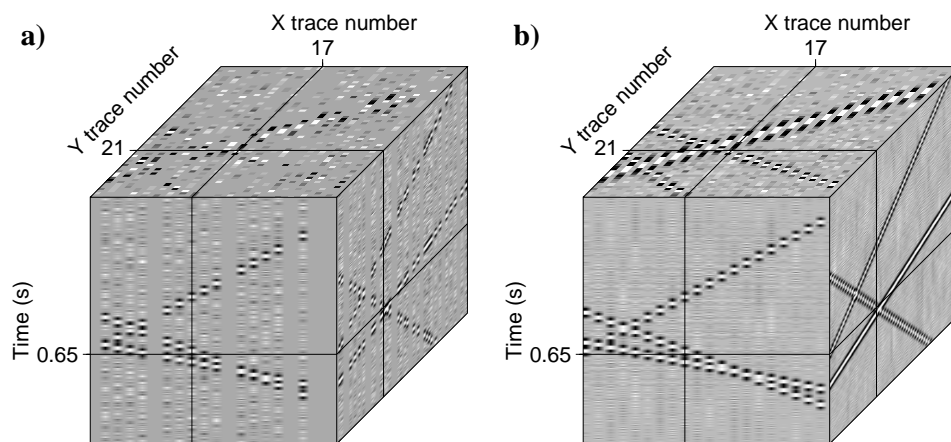 a)
X trace number
17
Y trace number
21
Time (s)
0.65
b)
X trace number
17
Y trace number
21
Time (s)
0.65